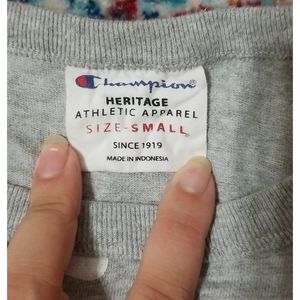 Champion®
HERITAGE
ATHLETIC APPAREL
SIZE-SMALL
SINCE 1919
MADE IN INDONESIA